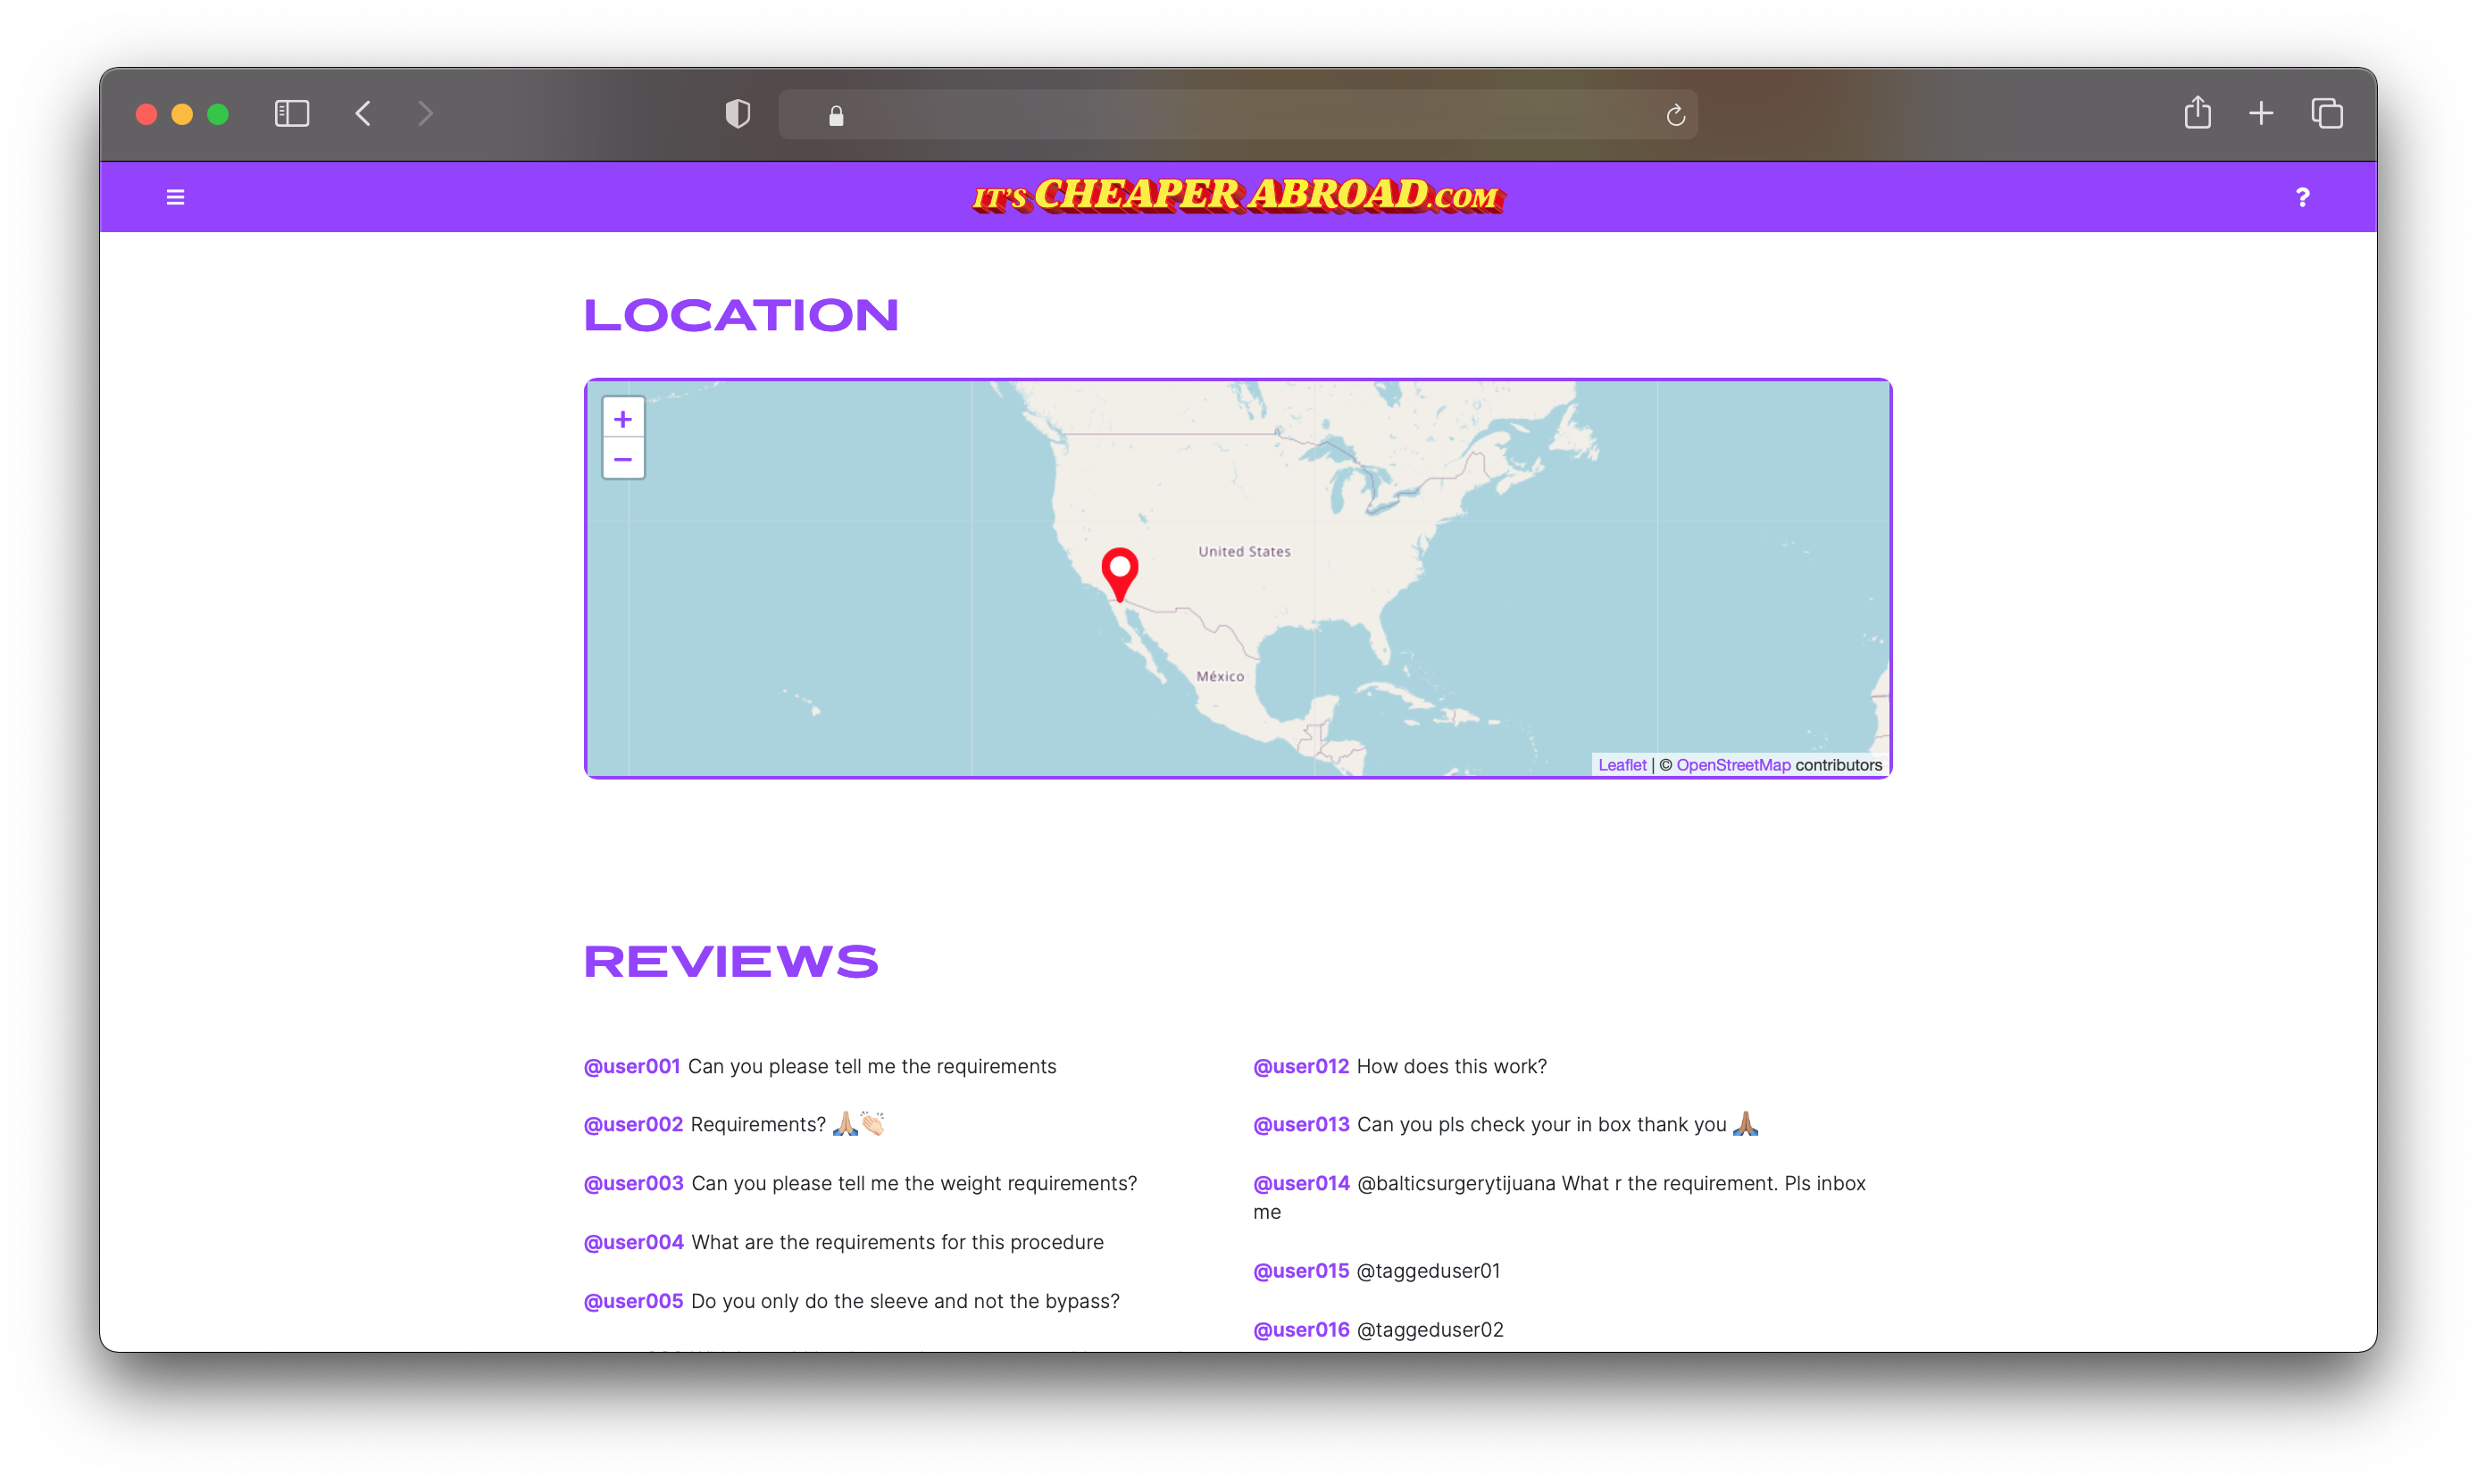 IT'S CHEAPER ABROAD.COM
?
LOCATION
+
−
United States
México
Leaflet | © OpenStreetMap contributors
REVIEWS
@user001 Can you please tell me the requirements
@user002 Requirements? 🙏🏼👏🏻
@user003 Can you please tell me the weight requirements?
@user004 What are the requirements for this procedure
@user005 Do you only do the sleeve and not the bypass?
@user012 How does this work?
@user013 Can you pls check your in box thank you 🙏🏽
@user014 @balticsurgerytijuana What r the requirement. Pls inbox
me
@user015 @taggeduser01
@user016 @taggeduser02